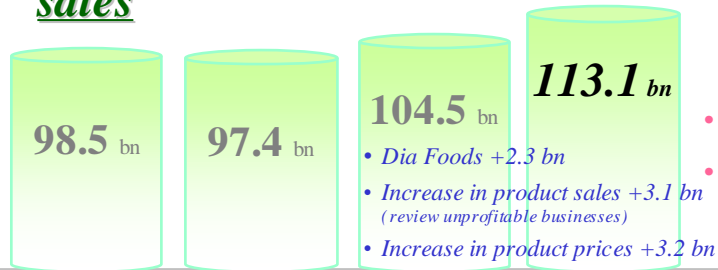 sales
98.5 bn
97.4 bn
104.5 bn
113.1 bn
• Dia Foods +2.3 bn
• Increase in product sales +3.1 bn
(review unprofitable businesses)
• Increase in product prices +3.2 bn